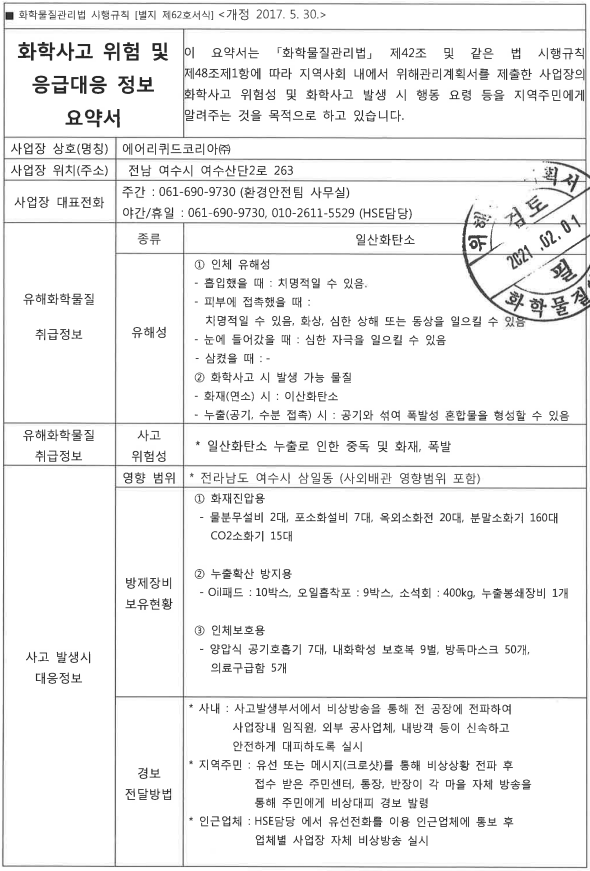 ■ 화학물질관리법 시행규칙 [별지 제62호서식] <개정 2017. 5. 30.>
화학사고 위험 및
응급대응 정보
요약서
이 요약서는 「화학물질관리법」 제42조 및 같은 법 시행규칙
제48조제1항에 따라 지역사회 내에서 위해관리계획서를 제출한 사업장의
화학사고 위험성 및 화학사고 발생 시 행동 요령 등을 지역주민에게
알려주는 것을 목적으로 하고 있습니다.
사업장 상호(명칭) 에어리퀴드코리아㈜
사업장 위치(주소) 전남 여수시 여수산단2로 263
사업장 대표전화
주간 : 061-690-9730 (환경안전팀 사무실)
야간/휴일 : 061-690-9730, 010-2611-5529 (HSE담당)
검토
2021.02.01
필
유해화학물질
취급정보
종류 일산화탄소
유해성
① 인체 유해성
- 흡입했을 때 : 치명적일 수 있음.
- 피부에 접촉했을 때 :
치명적일 수 있음, 화상, 심한 상해 또는 동상을 일으킬 수 있음
- 눈에 들어갔을 때 : 심한 자극을 일으킬 수 있음
- 삼켰을 때 : -
② 화학사고 시 발생 가능 물질
- 화재(연소) 시 : 이산화탄소
- 누출(공기, 수분 접촉) 시 : 공기와 섞여 폭발성 혼합물을 형성할 수 있음
유해화학물질
취급정보
사고
위험성
* 일산화탄소 누출로 인한 중독 및 화재, 폭발
사고 발생시
대응정보
영향 범위 * 전라남도 여수시 삼일동 (사외배관 영향범위 포함)
방제장비
보유현황
① 화재진압용
- 물분무설비 2대, 포소화설비 7대, 옥외소화전 20대, 분말소화기 160대
CO2소화기 15대
② 누출확산 방지용
- Oil패드 : 10박스, 오일흡착포 : 9박스, 소석회 : 400kg, 누출봉쇄장비 1개
③ 인체보호용
- 양압식 공기호흡기 7대, 내화학성 보호복 9벌, 방독마스크 50개,
의료구급함 5개
경보
전달방법
* 사내 : 사고발생부서에서 비상방송을 통해 전 공장에 전파하여
사업장내 임직원, 외부 공사업체, 내방객 등이 신속하고
안전하게 대피하도록 실시
* 지역주민 : 유선 또는 메시지(크로샷)를 통해 비상상황 전파 후
접수 받은 주민센터, 통장, 반장이 각 마을 자체 방송을
통해 주민에게 비상대피 경보 발령
* 인근업체 : HSE담당 에서 유선전화를 이용 인근업체에 통보 후
업체별 사업장 자체 비상방송 실시